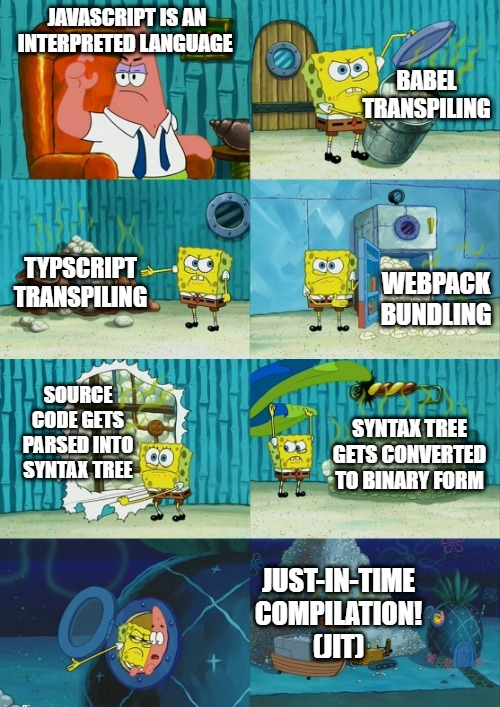 JAVASCRIPT IS AN
INTERPRETED LANGUAGE
BABEL
TRANSPILING
TYPSCRIPT
TRANSPILING
WEBPACK
BUNDLING
SOURCE
CODE GETS
PARSED INTO
SYNTAX TREE
SYNTAX TREE
GETS CONVERTED
TO BINARY FORM
JUST-IN-TIME
COMPILATION!
(JIT)